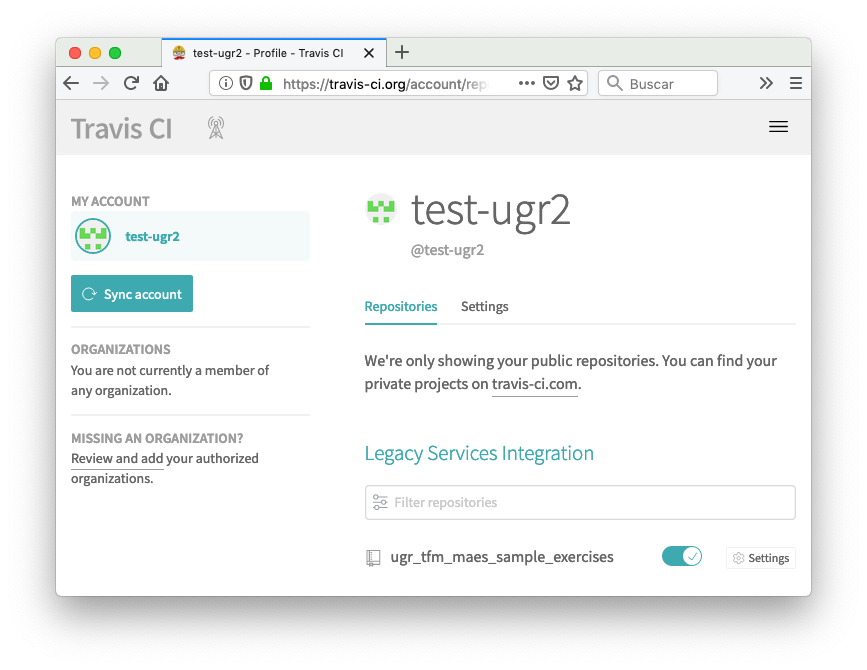 test-ugr2 - Profile - Travis CI
https://travis-ci.org/account/rep
Buscar
Travis CI
MY ACCOUNT
test-ugr2
Sync account
ORGANIZATIONS
You are not currently a member of
any organization.
MISSING AN ORGANIZATION?
Review and add your authorized
organizations.
test-ugr2
@test-ugr2
Repositories Settings
We're only showing your public repositories. You can find your
private projects on travis-ci.com.
Legacy Services Integration
Filter repositories
ugr_tfm_maes_sample_exercises
Settings